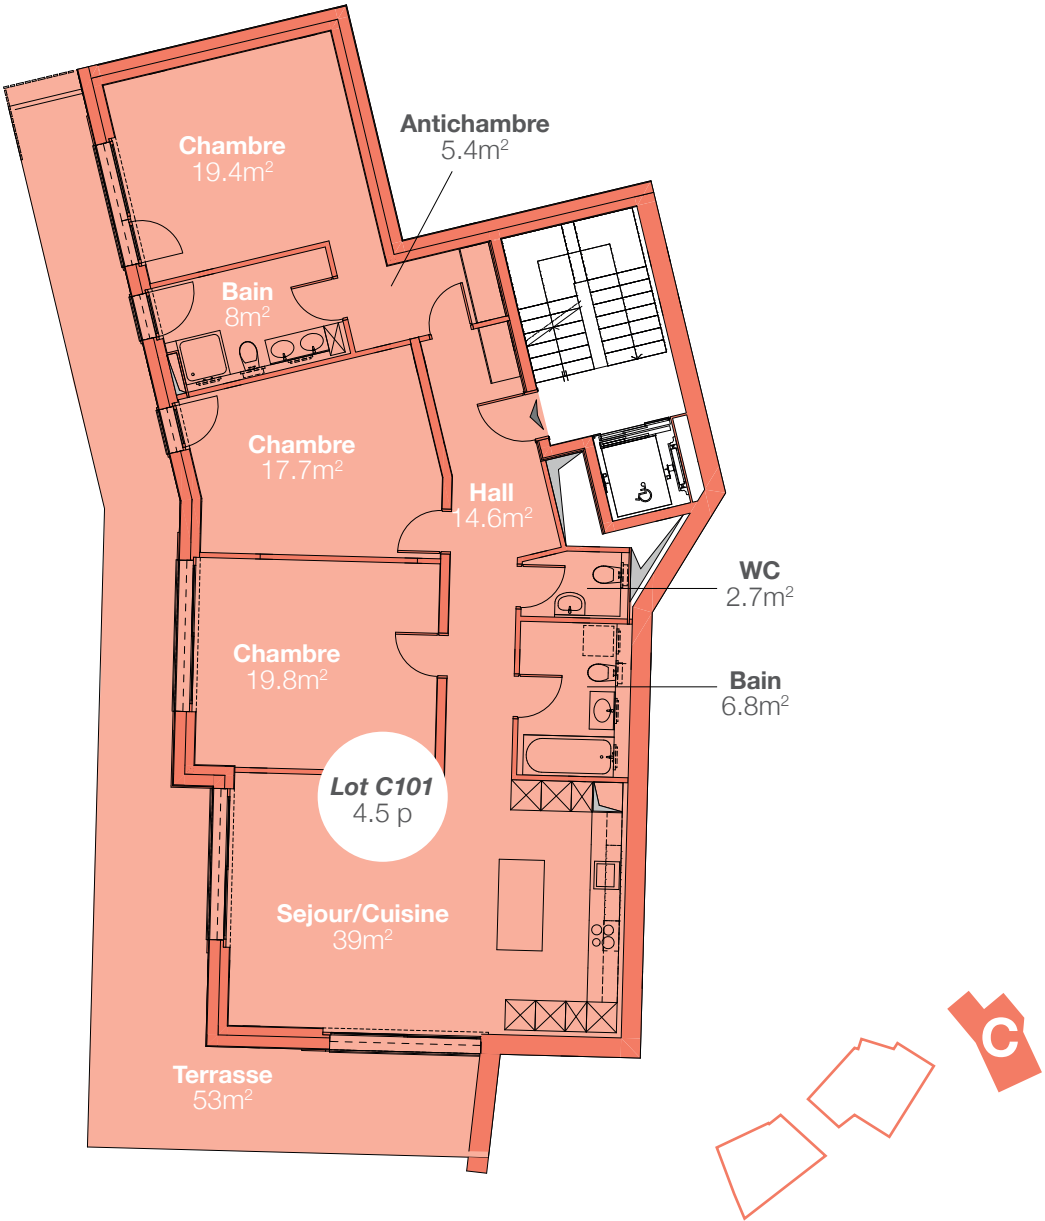 Antichambre
5.4m²
Chambre
19.4m²
Bain
8m²
Chambre
17.7m²
Hall
14.6m²
WC
2.7m²
Chambre
19.8m²
Bain
6.8m²
Lot C101
4.5 p
Sejour/Cuisine
39m²
Terrasse
53m²
C